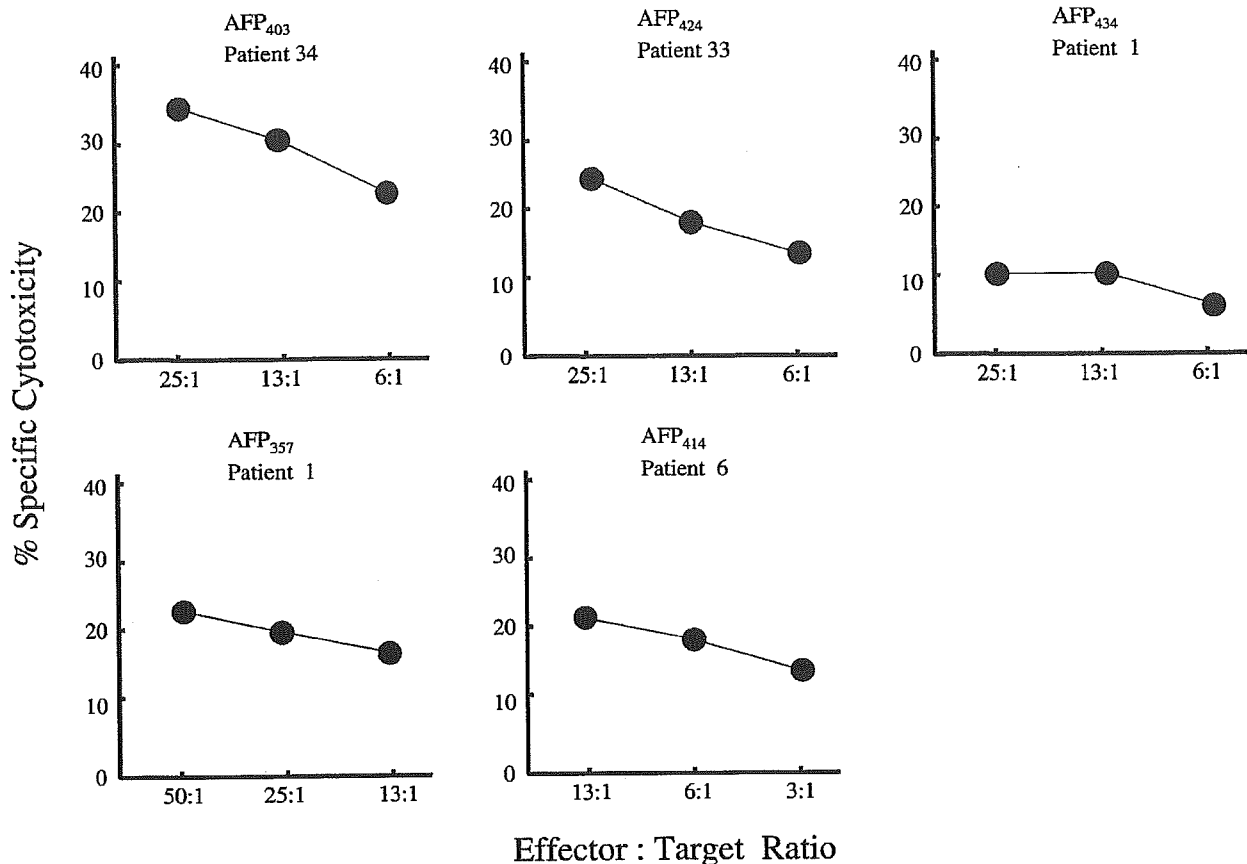 AFP₄₀₃
Patient 34
40
30
20
10
0
25:1 13:1 6:1
AFP₄₂₄
Patient 33
40
30
20
10
0
25:1 13:1 6:1
AFP₄₃₄
Patient 1
40
30
20
10
0
25:1 13:1 6:1
% Specific Cytotoxicity
AFP₃₅₇
Patient 1
40
30
20
10
0
50:1 25:1 13:1
AFP₄₁₄
Patient 6
40
30
20
10
0
13:1 6:1 3:1
Effector : Target Ratio